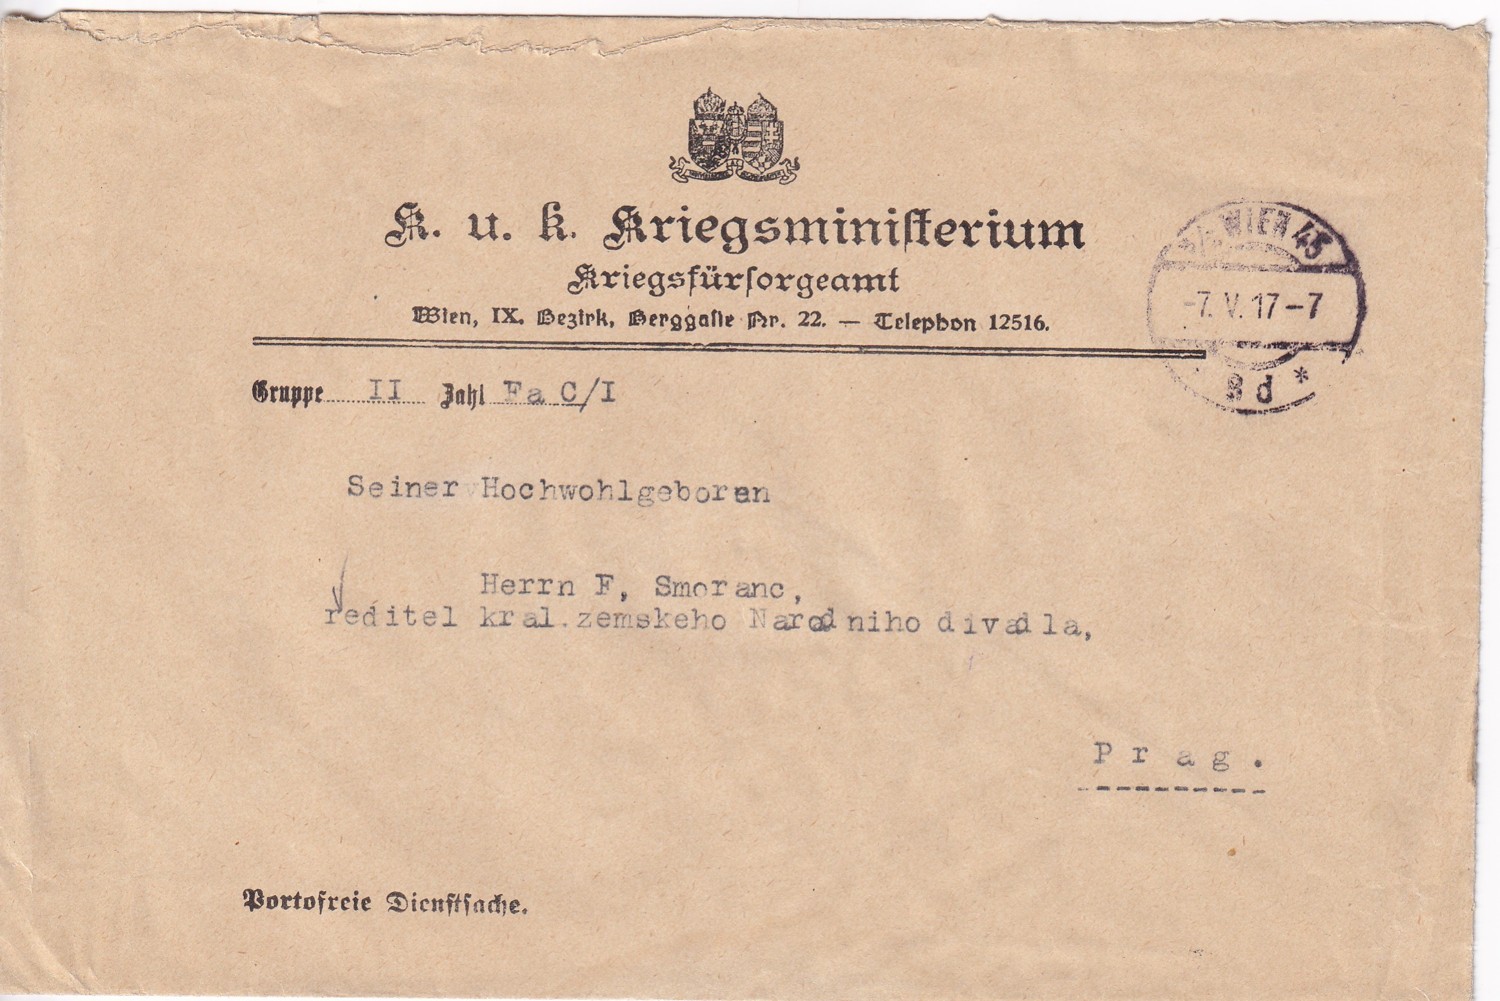 K. u. k. Kriegsministerium
Kriegsfürsorgeamt
Wien, IX. Bezirk, Berggasse Nr. 22. — Telephon 12516.
WIEN 45
-7. V. 17-7
8d *
Gruppe II Zahl Fa C/I
Seiner Hochwohlgeboren
Herrn F, Smoranc,
reditel kral.zemskeho Narodniho divadla,
Prag.
Portofreie Dienstsache.